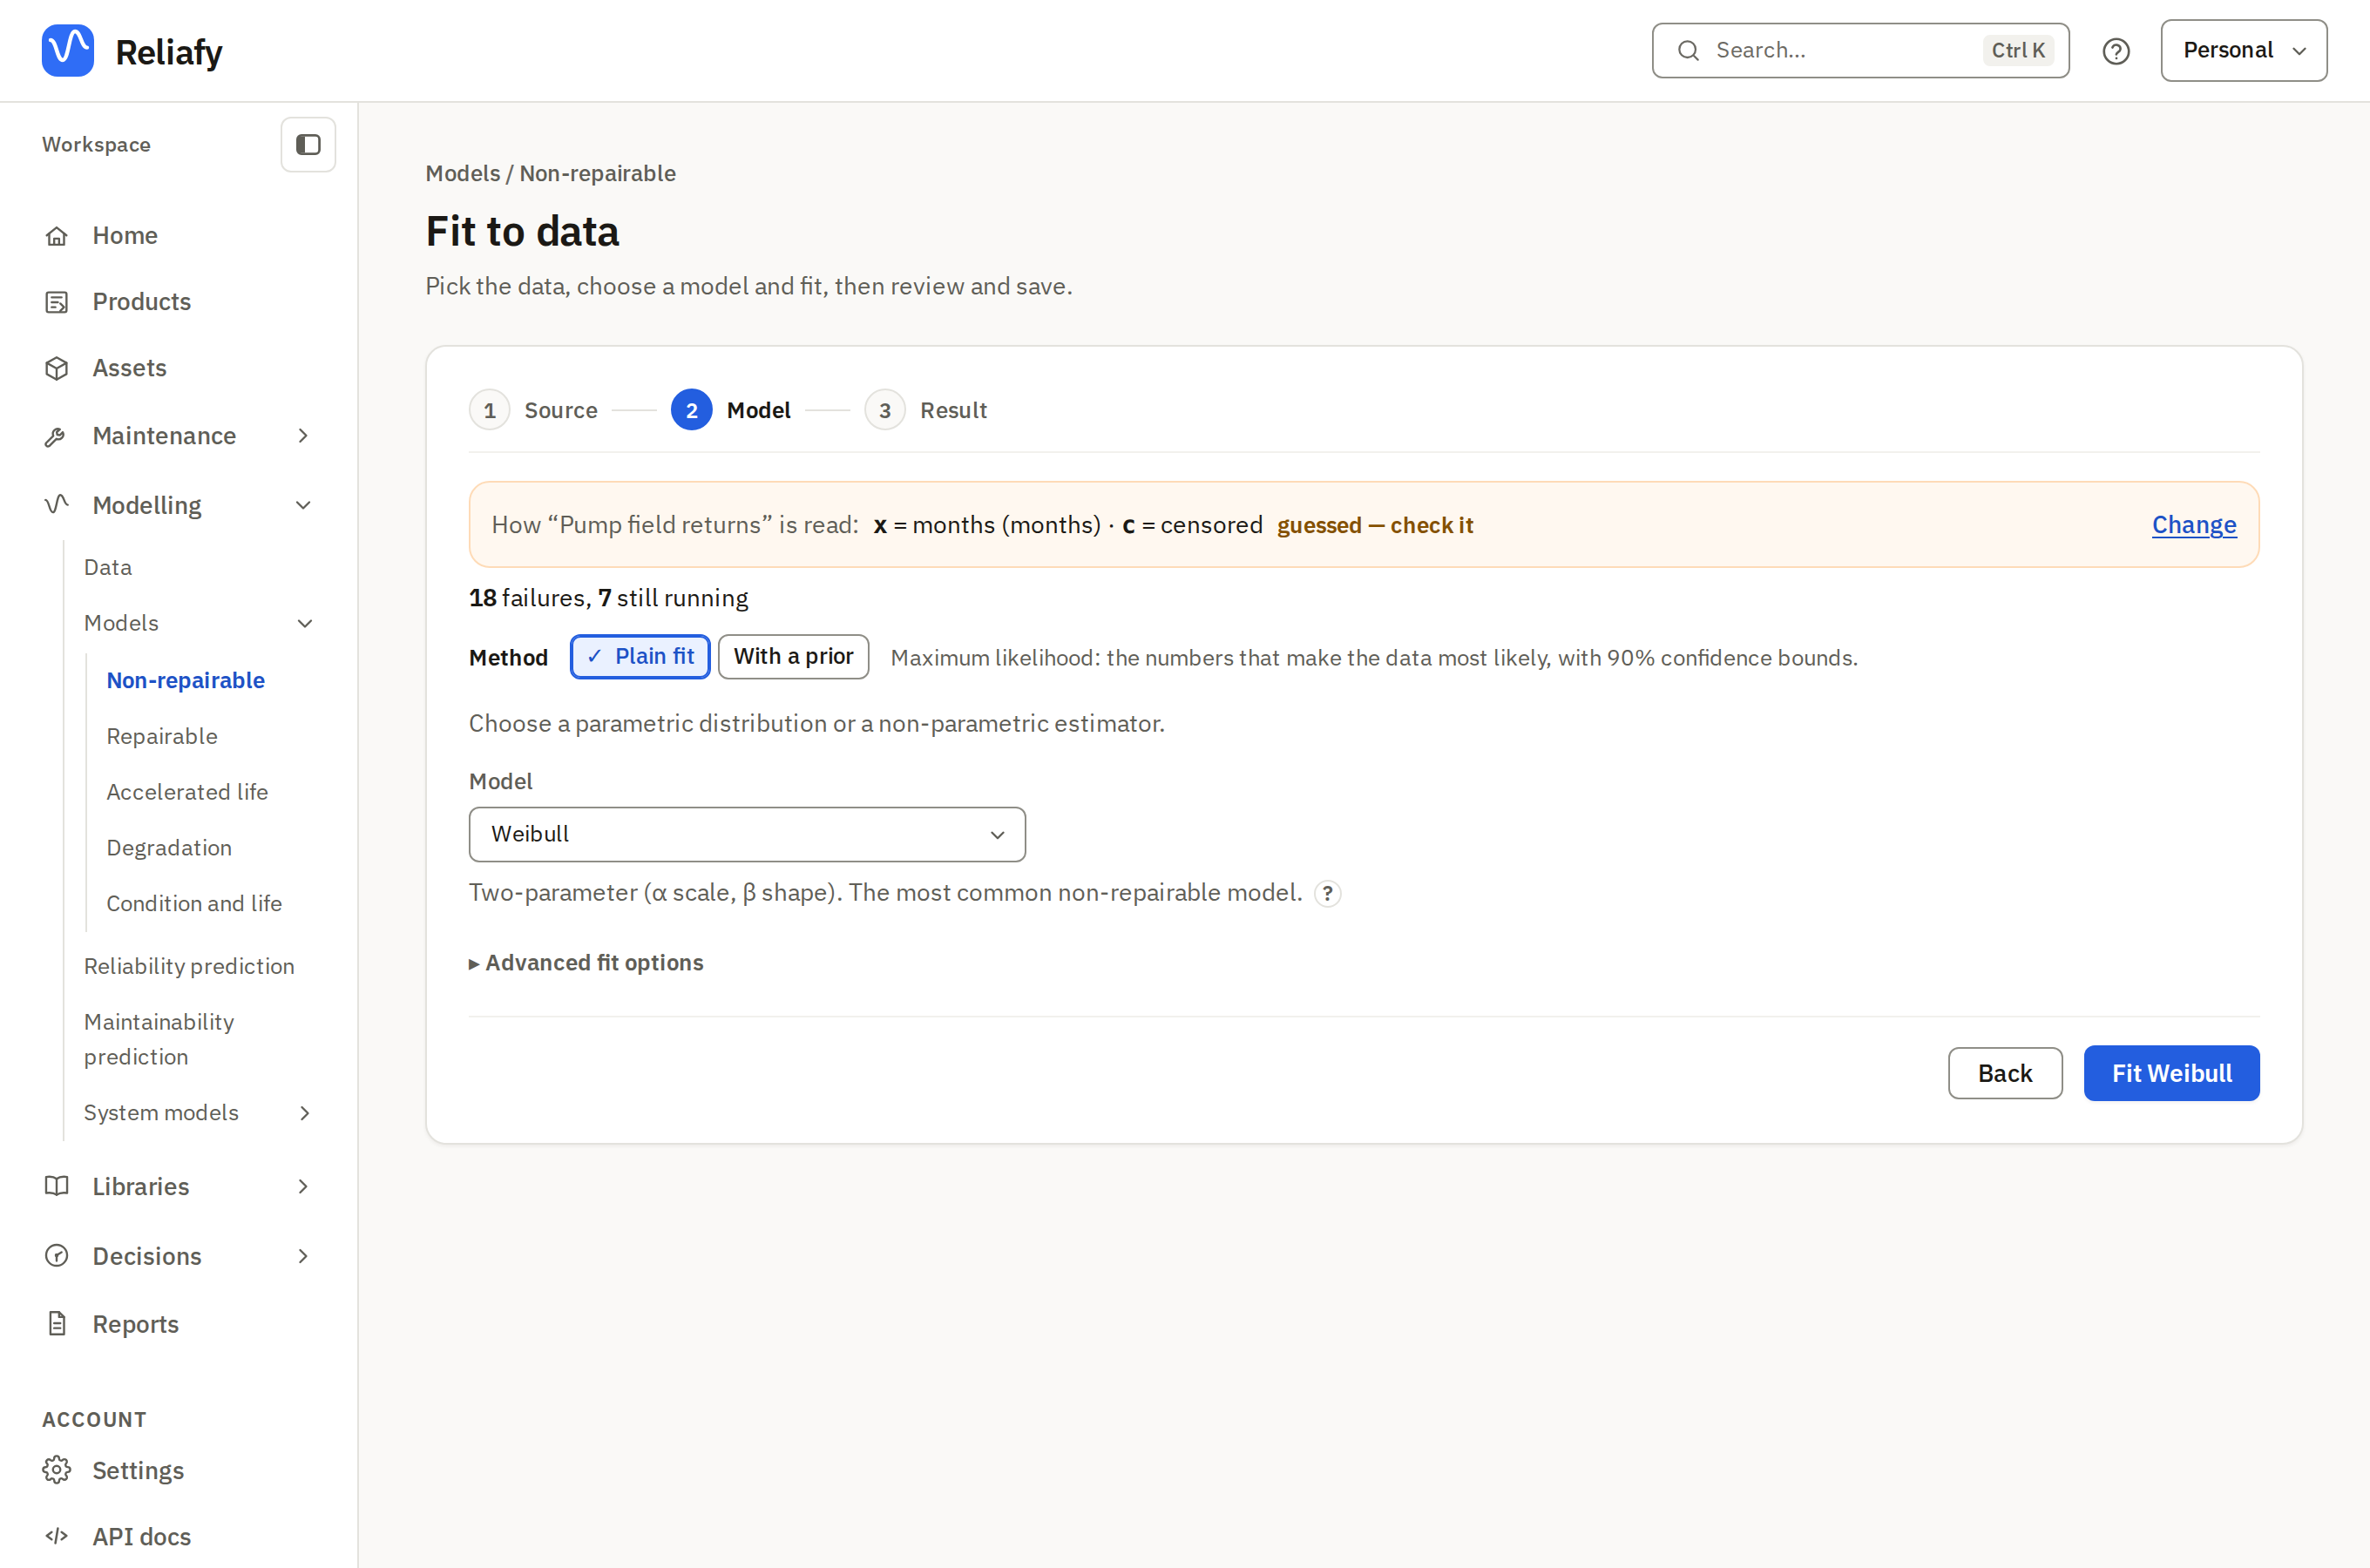 Reliafy
Search...
Ctrl K
Personal
Workspace
Home
Products
Assets
Maintenance
Modelling
Data
Models
Non-repairable
Repairable
Accelerated life
Degradation
Condition and life
Reliability prediction
Maintainability
prediction
System models
Libraries
Decisions
Reports
ACCOUNT
Settings
API docs
Models / Non-repairable
Fit to data
Pick the data, choose a model and fit, then review and save.
1 Source
2 Model
3 Result
How “Pump field returns” is read: x = months (months) · c = censored guessed — check it
Change
18 failures, 7 still running
Method ✓ Plain fit With a prior Maximum likelihood: the numbers that make the data most likely, with 90% confidence bounds.
Choose a parametric distribution or a non-parametric estimator.
Model
Weibull
Two-parameter (α scale, β shape). The most common non-repairable model. ?
▸ Advanced fit options
Back
Fit Weibull